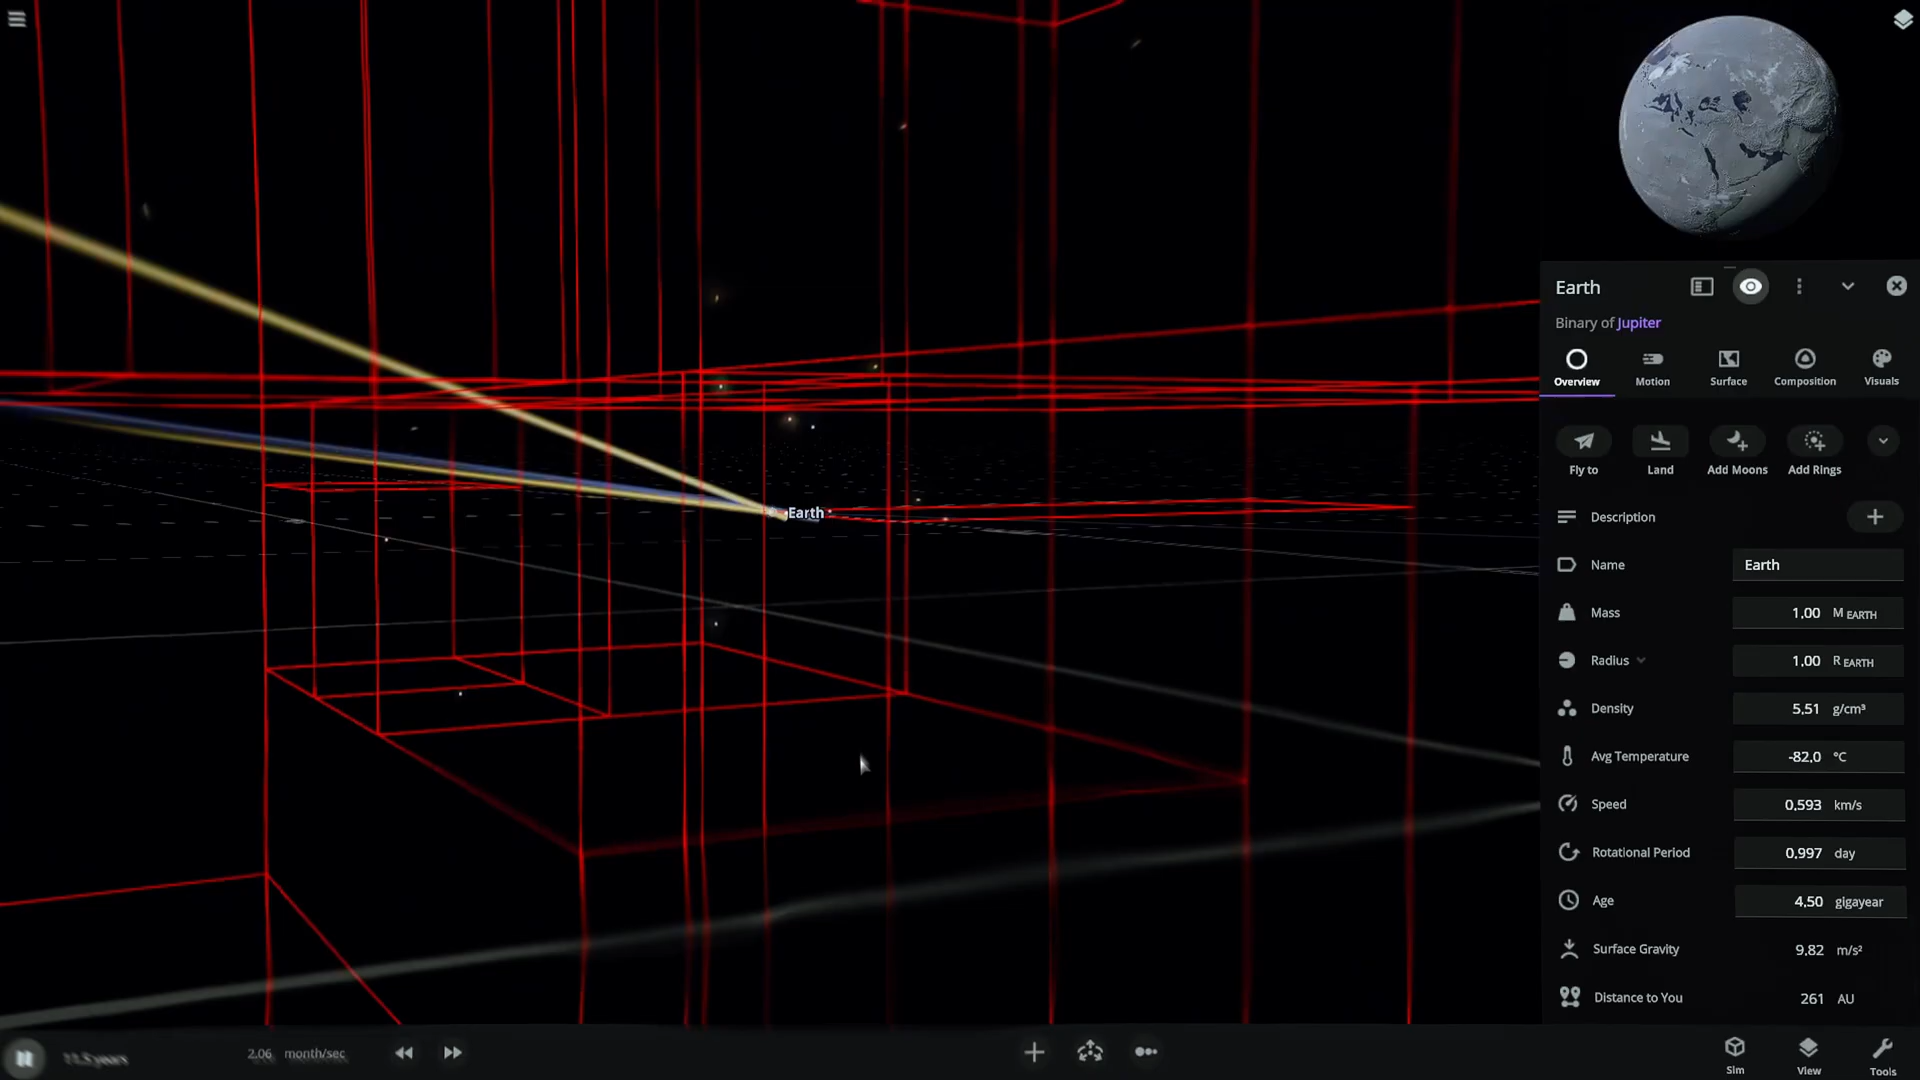 Earth
Binary of Jupiter
Overview
Motion
Surface
Composition
Visuals
Fly to
Land
Add Moons
Add Rings
Description
Name Earth
Mass 1.00 M EARTH
Radius 1.00 R EARTH
Density 5.51 g/cm³
Avg Temperature -82.0 °C
Speed 0.593 km/s
Rotational Period 0.997 day
Age 4.50 gigayear
Surface Gravity 9.82 m/s²
Distance to You 261 AU
Earth
2.06 month/sec
Sim
View
Tools